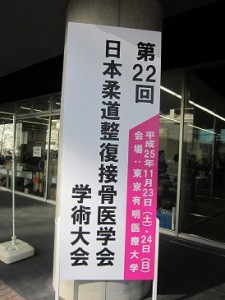 第22回
日本柔道整復接骨医学会
学術大会
平成25年11月23日(土)・24日(日)
会場:東京有明医療大学